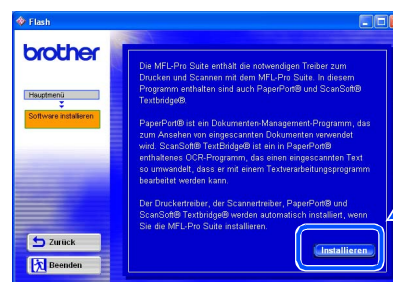 Flash
brother
Hauptmenü
Software installieren
Die MFL-Pro Suite enthält die notwendigen Treiber zum
Drucken und Scannen mit dem MFL-Pro Suite. In diesem
Programm enthalten sind auch PaperPort® und ScanSoft®
Textbridge®.
PaperPort® ist ein Dokumenten-Management-Programm, das
zum Ansehen von eingescannten Dokumenten verwendet
wird. ScanSoft® TextBridge® ist ein in PaperPort®
enthaltenes OCR-Programm, das einen eingescannten Text
so umwandelt, dass er mit einem Textverarbeitungsprogramm
bearbeitet werden kann.
Der Druckertreiber, der Scannertreiber, PaperPort® und
ScanSoft® Textbridge® werden automatisch installiert, wenn
Sie die MFL-Pro Suite installieren.
Installieren
Zurück
Beenden